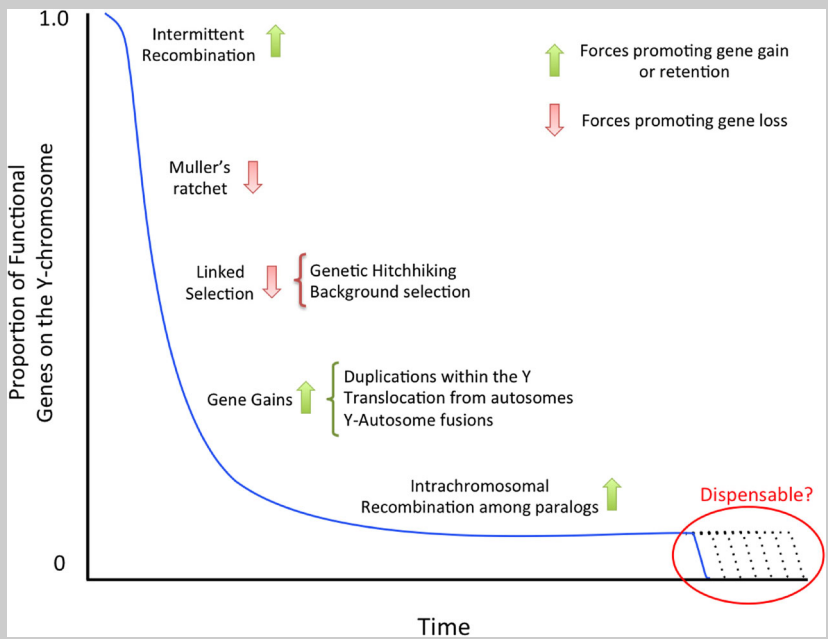 1.0
Intermittent
Recombination
Forces promoting gene gain
or retention
Forces promoting gene loss
Muller's
ratchet
Linked
Selection
Genetic Hitchhiking
Background selection
Gene Gains
Duplications within the Y
Translocation from autosomes
Y-Autosome fusions
Intrachromosomal
Recombination among paralogs
Dispensable?
0
Proportion of Functional
Genes on the Y-chromosome
Time